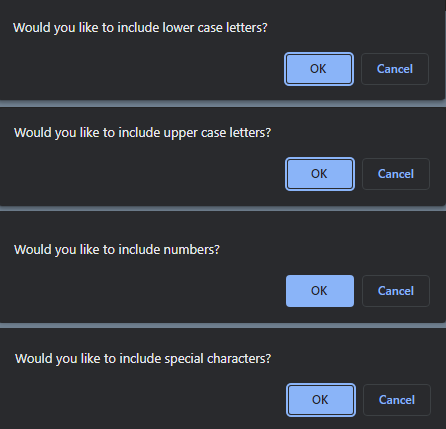 Would you like to include lower case letters?
OK Cancel
Would you like to include upper case letters?
OK Cancel
Would you like to include numbers?
OK Cancel
Would you like to include special characters?
OK Cancel